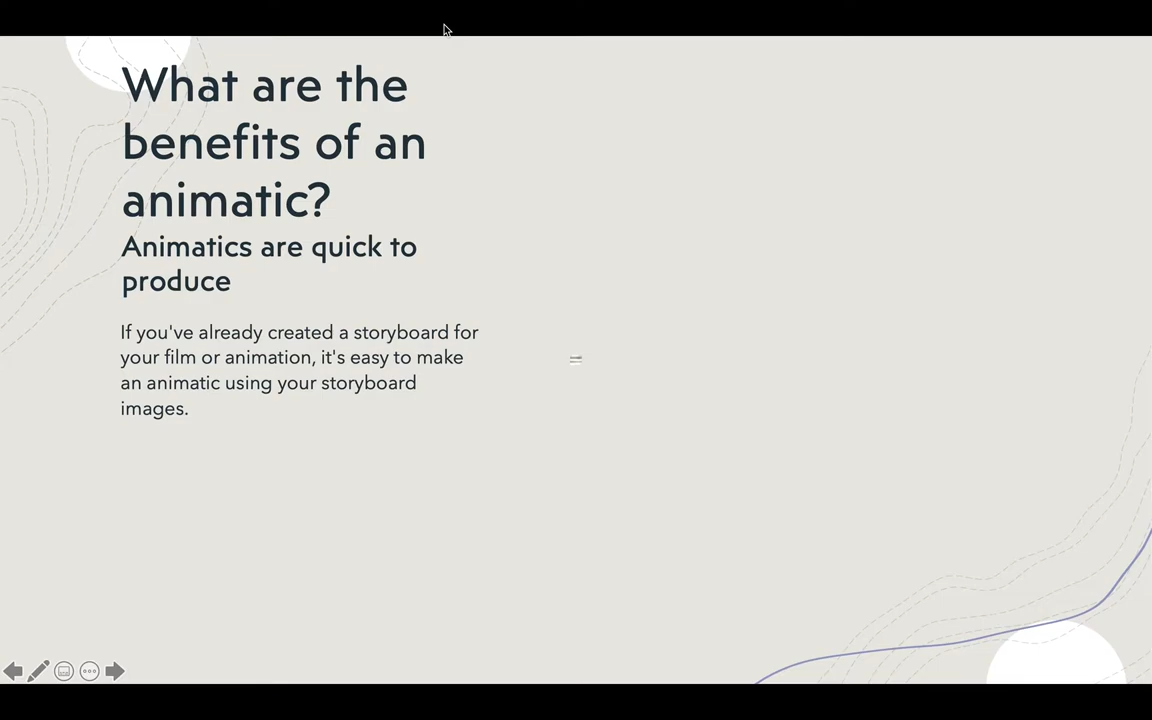 What are the
benefits of an
animatic?
Animatics are quick to
produce
If you've already created a storyboard for
your film or animation, it's easy to make
an animatic using your storyboard
images.